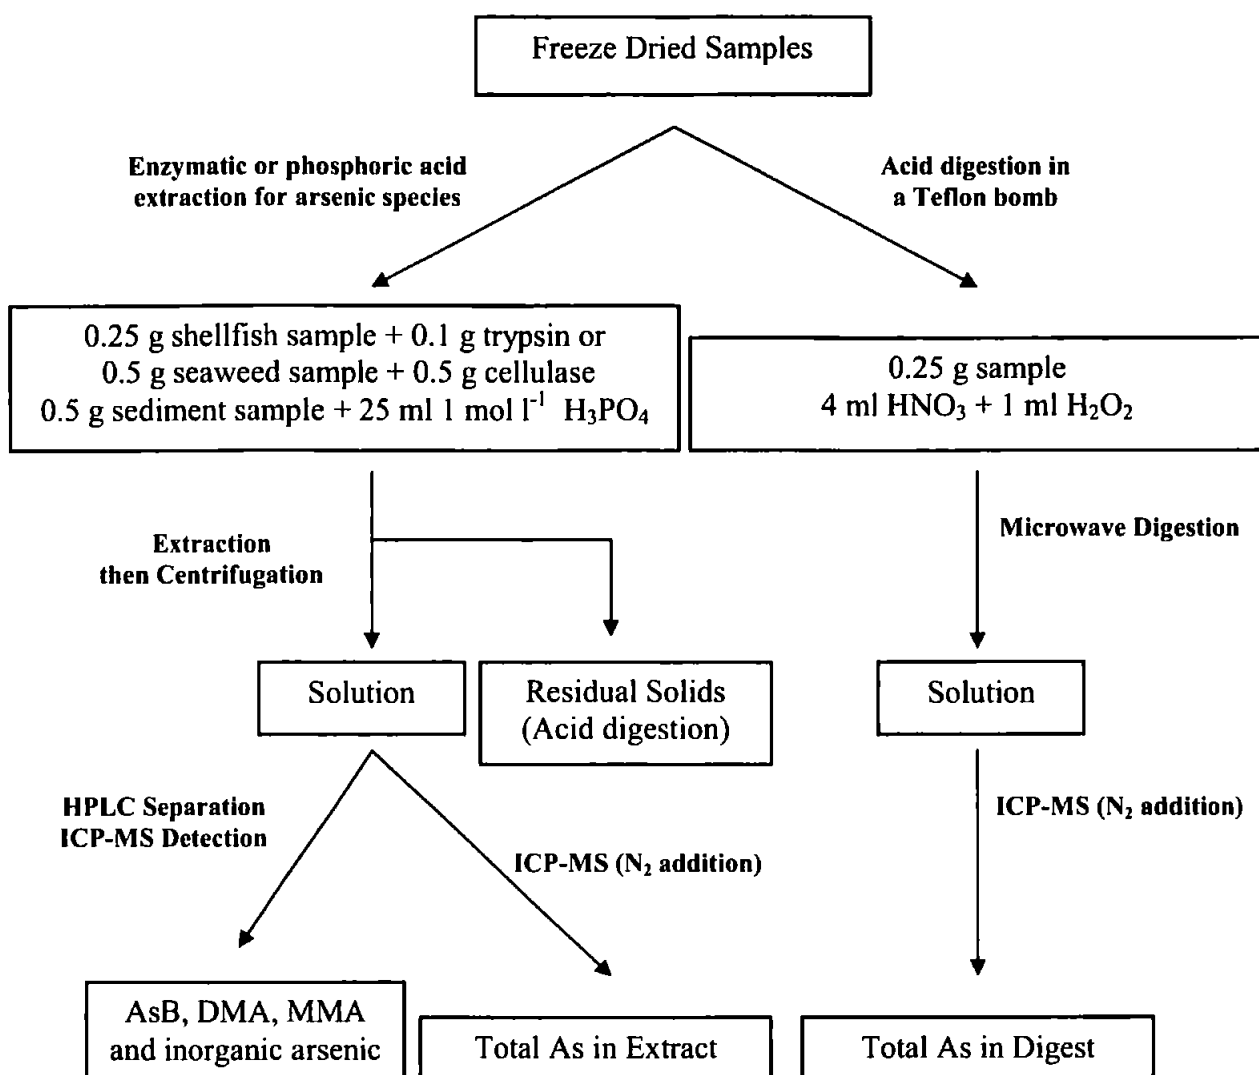 Freeze Dried Samples
Enzymatic or phosphoric acid
extraction for arsenic species
Acid digestion in
a Teflon bomb
0.25 g shellfish sample + 0.1 g trypsin or
0.5 g seaweed sample + 0.5 g cellulase
0.5 g sediment sample + 25 ml 1 mol l⁻¹ H₃PO₄
0.25 g sample
4 ml HNO₃ + 1 ml H₂O₂
Extraction
then Centrifugation
Microwave Digestion
Solution
Residual Solids
(Acid digestion)
Solution
HPLC Separation
ICP-MS Detection
ICP-MS (N₂ addition)
ICP-MS (N₂ addition)
AsB, DMA, MMA
and inorganic arsenic
Total As in Extract
Total As in Digest